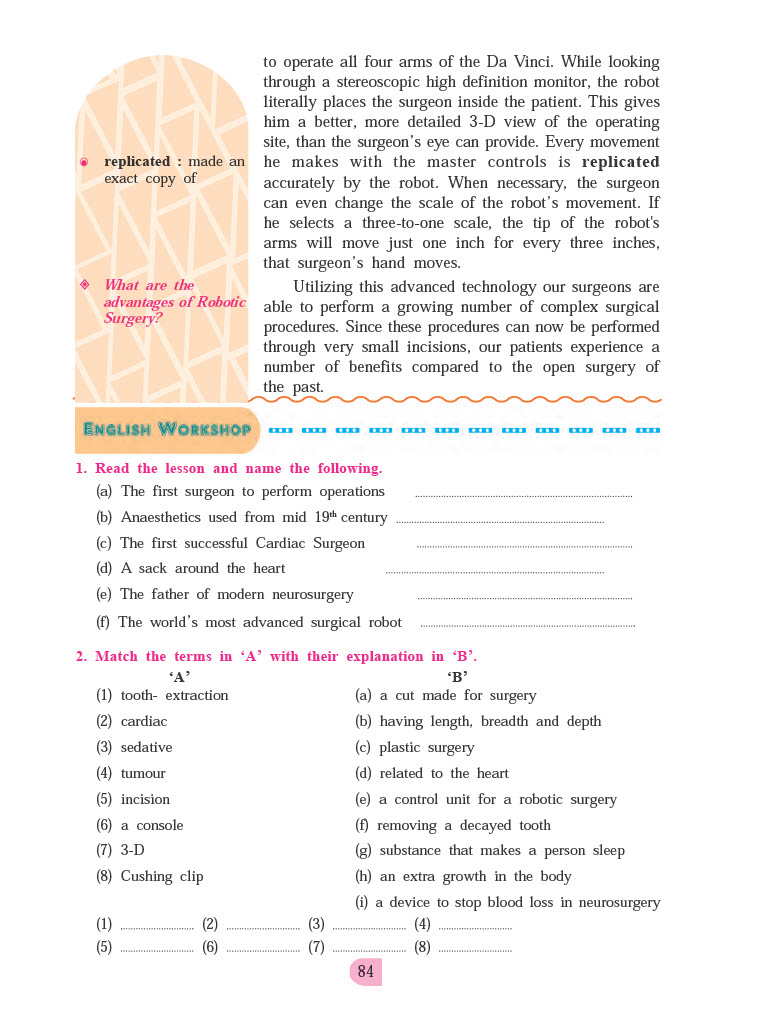 to operate all four arms of the Da Vinci. While looking
through a stereoscopic high definition monitor, the robot
literally places the surgeon inside the patient. This gives
him a better, more detailed 3-D view of the operating
site, than the surgeon's eye can provide. Every movement
he makes with the master controls is replicated
accurately by the robot. When necessary, the surgeon
can even change the scale of the robot's movement. If
he selects a three-to-one scale, the tip of the robot's
arms will move just one inch for every three inches,
that surgeon's hand moves.
Utilizing this advanced technology our surgeons are
able to perform a growing number of complex surgical
procedures. Since these procedures can now be performed
through very small incisions, our patients experience a
number of benefits compared to the open surgery of
the past.
replicated : made an
exact copy of
What are the
advantages of Robotic
Surgery?
ENGLISH WORKSHOP
1. Read the lesson and name the following.
(a) The first surgeon to perform operations ....................
(b) Anaesthetics used from mid 19th century ....................
(c) The first successful Cardiac Surgeon ....................
(d) A sack around the heart ....................
(e) The father of modern neurosurgery ....................
(f) The world's most advanced surgical robot ....................
2. Match the terms in 'A' with their explanation in 'B'.
'A' 'B'
(1) tooth- extraction (a) a cut made for surgery
(2) cardiac (b) having length, breadth and depth
(3) sedative (c) plastic surgery
(4) tumour (d) related to the heart
(5) incision (e) a control unit for a robotic surgery
(6) a console (f) removing a decayed tooth
(7) 3-D (g) substance that makes a person sleep
(8) Cushing clip (h) an extra growth in the body
(i) a device to stop blood loss in neurosurgery
(1) .................... (2) .................... (3) .................... (4) ....................
(5) .................... (6) .................... (7) .................... (8) ....................
84